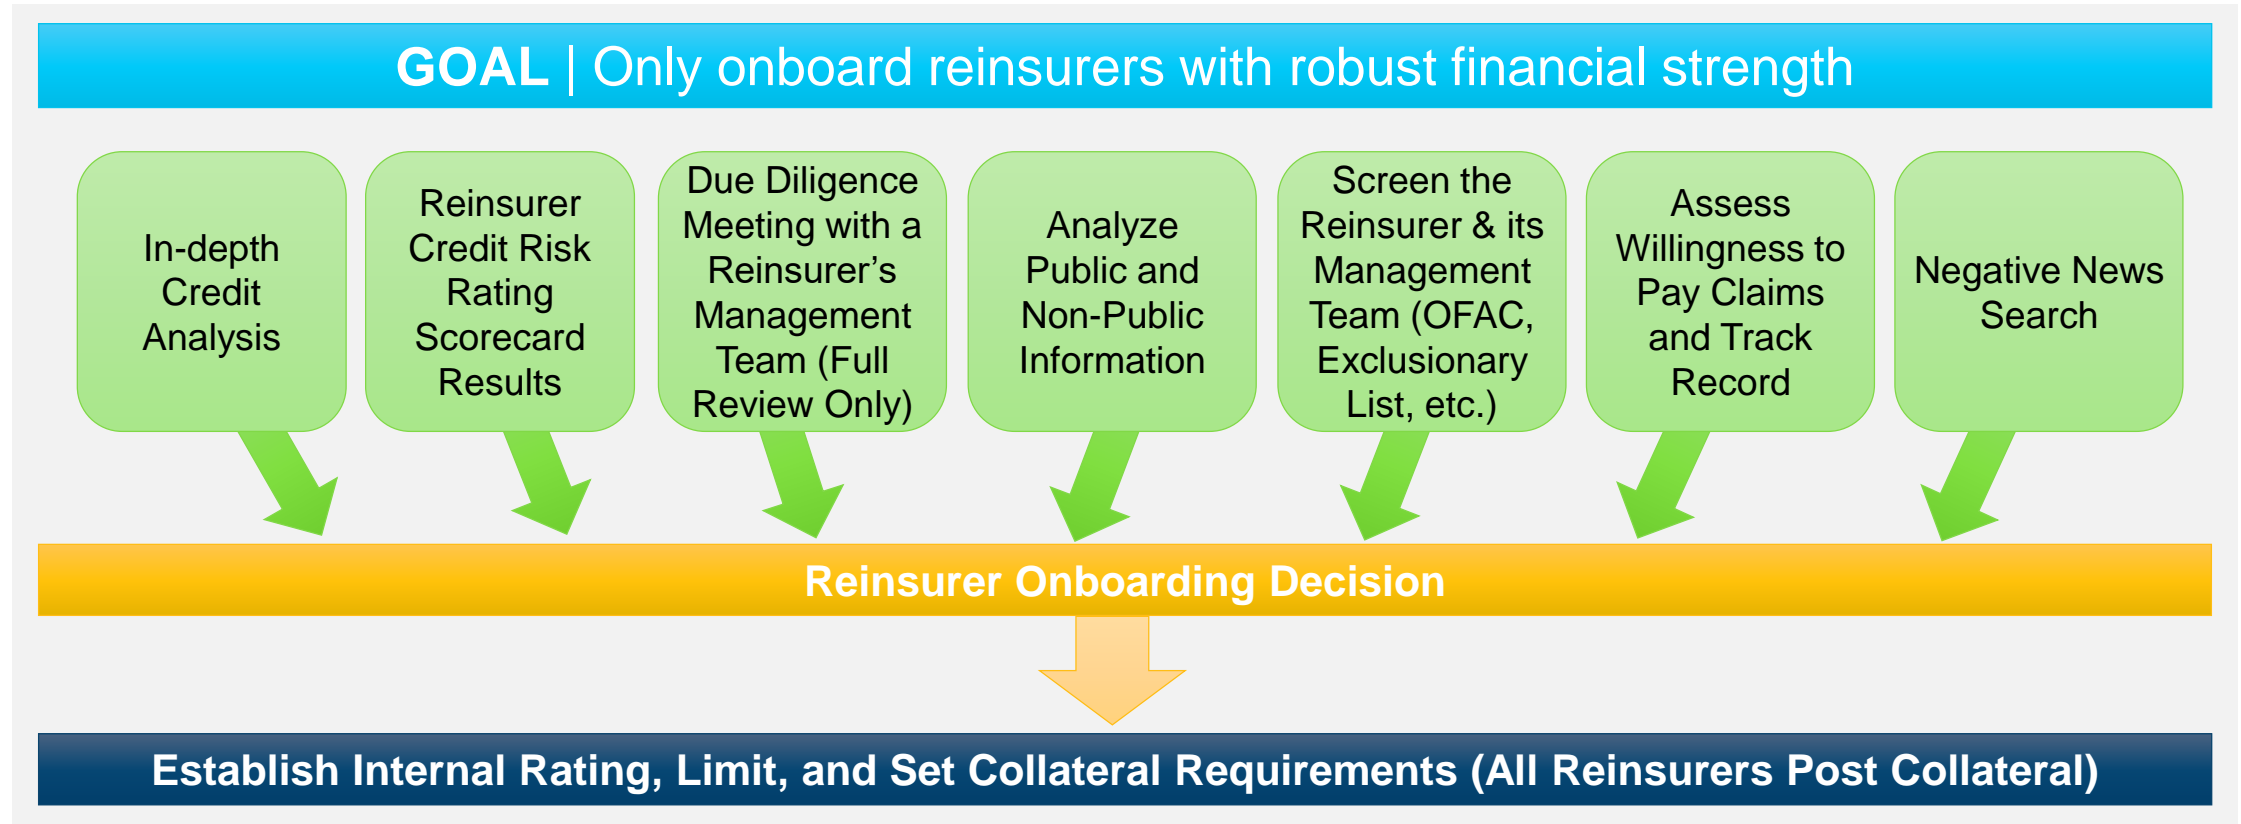 GOAL | Only onboard reinsurers with robust financial strength
In-depth
Credit
Analysis
Reinsurer
Credit Risk
Rating
Scorecard
Results
Due Diligence
Meeting with a
Reinsurer’s
Management
Team (Full
Review Only)
Analyze
Public and
Non-Public
Information
Screen the
Reinsurer & its
Management
Team (OFAC,
Exclusionary
List, etc.)
Assess
Willingness to
Pay Claims
and Track
Record
Negative News
Search
Reinsurer Onboarding Decision
Establish Internal Rating, Limit, and Set Collateral Requirements (All Reinsurers Post Collateral)